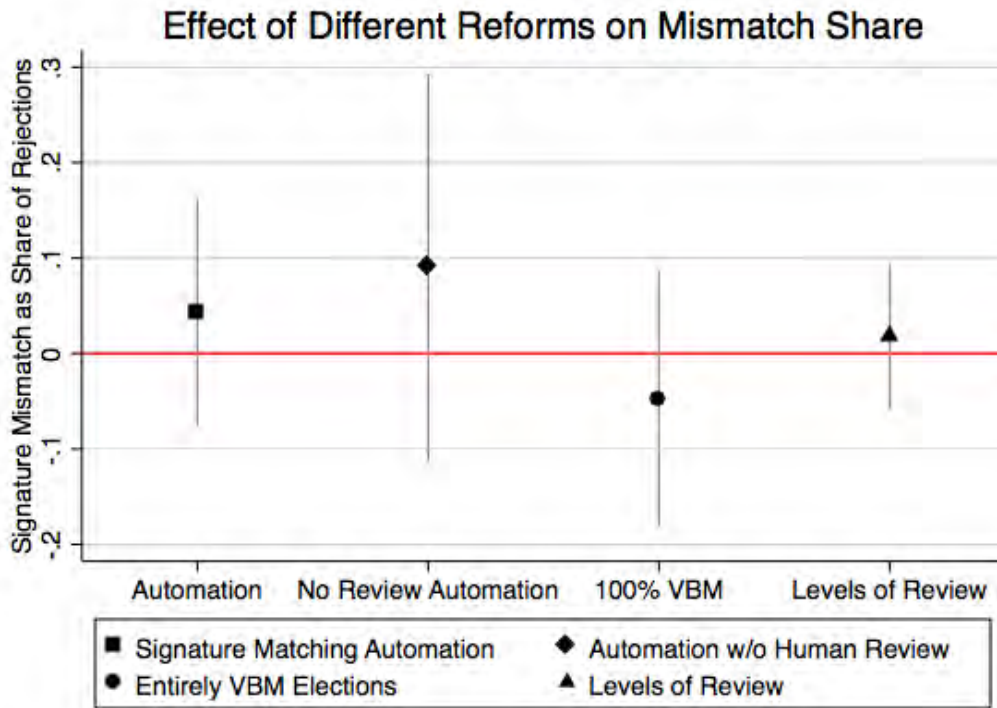 Effect of Different Reforms on Mismatch Share
Signature Mismatch as Share of Rejections
.3
.2
.1
0
-.1
-.2
Automation No Review Automation 100% VBM Levels of Review
Signature Matching Automation Automation w/o Human Review
Entirely VBM Elections Levels of Review